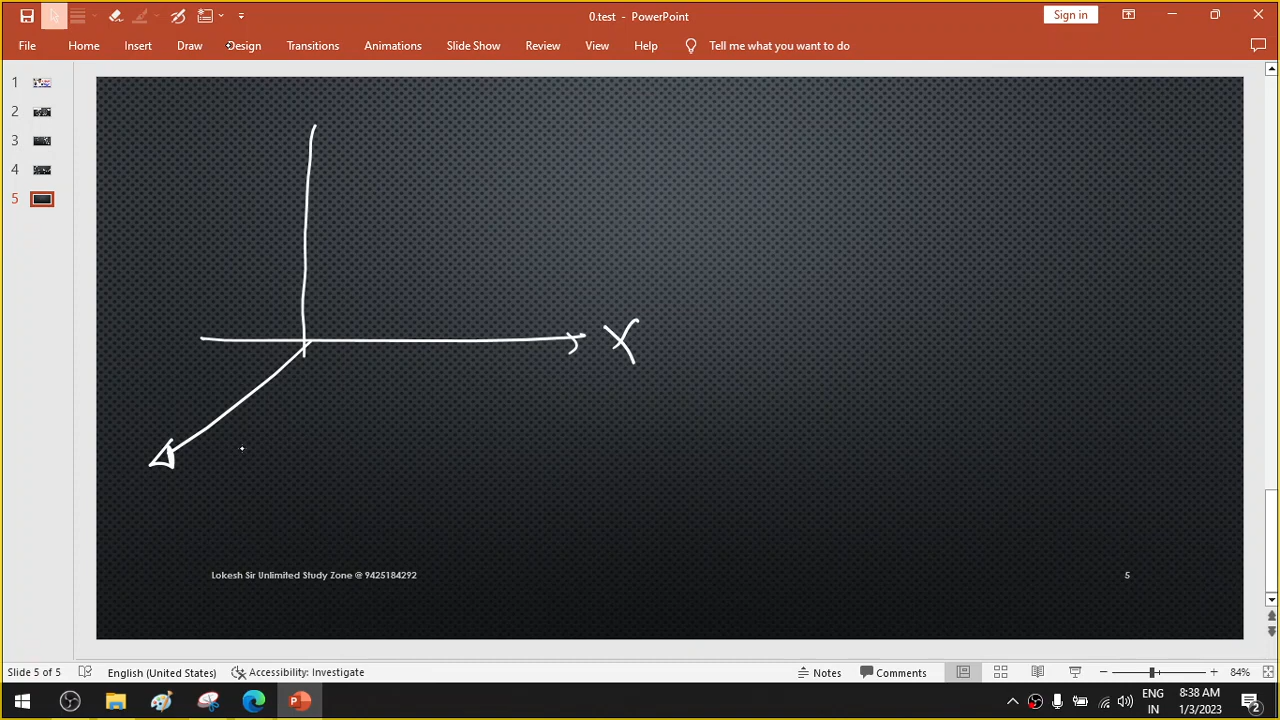 0.test - PowerPoint
Sign in
File Home Insert Draw Design Transitions Animations Slide Show Review View Help Tell me what you want to do
1
2
3
4
5
X
Lokesh Sir Unlimited Study Zone @ 9425184292
5
Slide 5 of 5 English (United States) Accessibility: Investigate Notes Comments 84%
ENG 8:38 AM
IN 1/3/2023 2